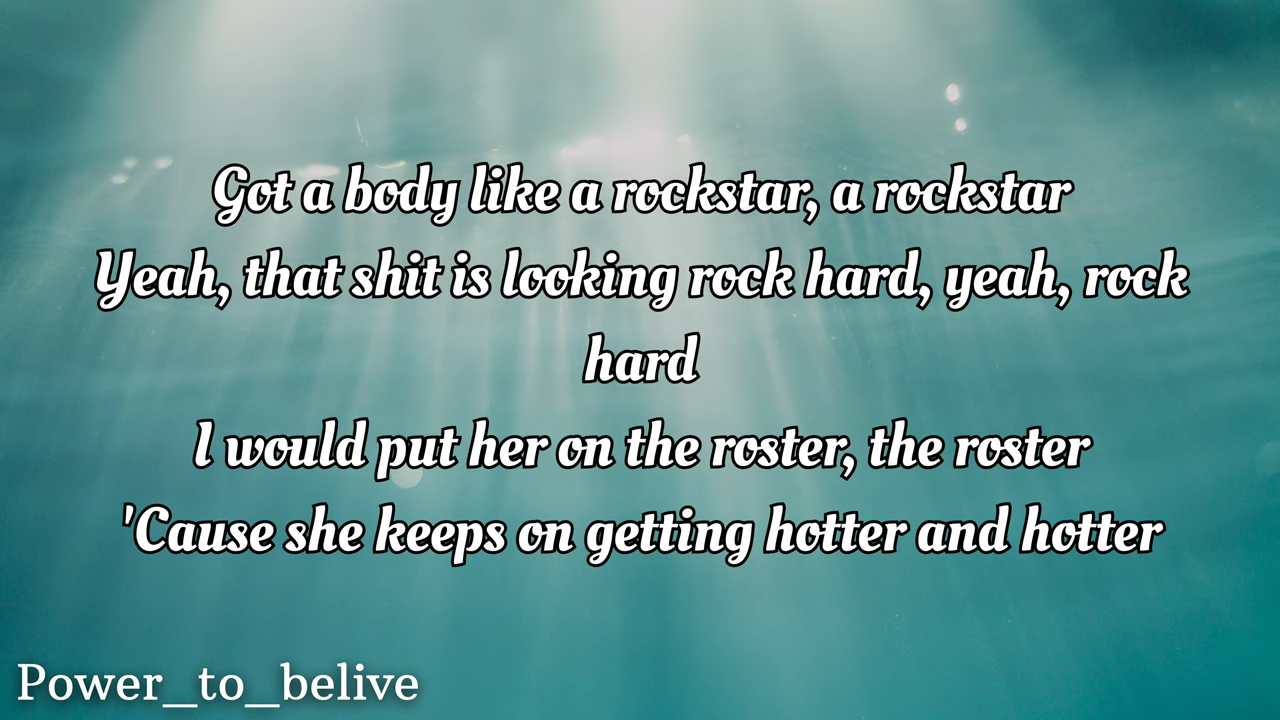 Got a body like a rockstar, a rockstar
Yeah, that shit is looking rock hard, yeah, rock
hard
I would put her on the roster, the roster
'Cause she keeps on getting hotter and hotter
Power_to_belive